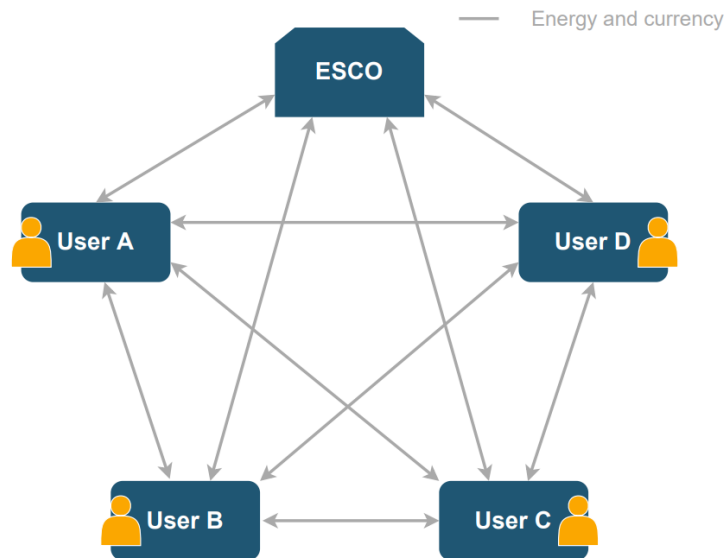 Energy and currency
ESCO
User A
User D
User B
User C